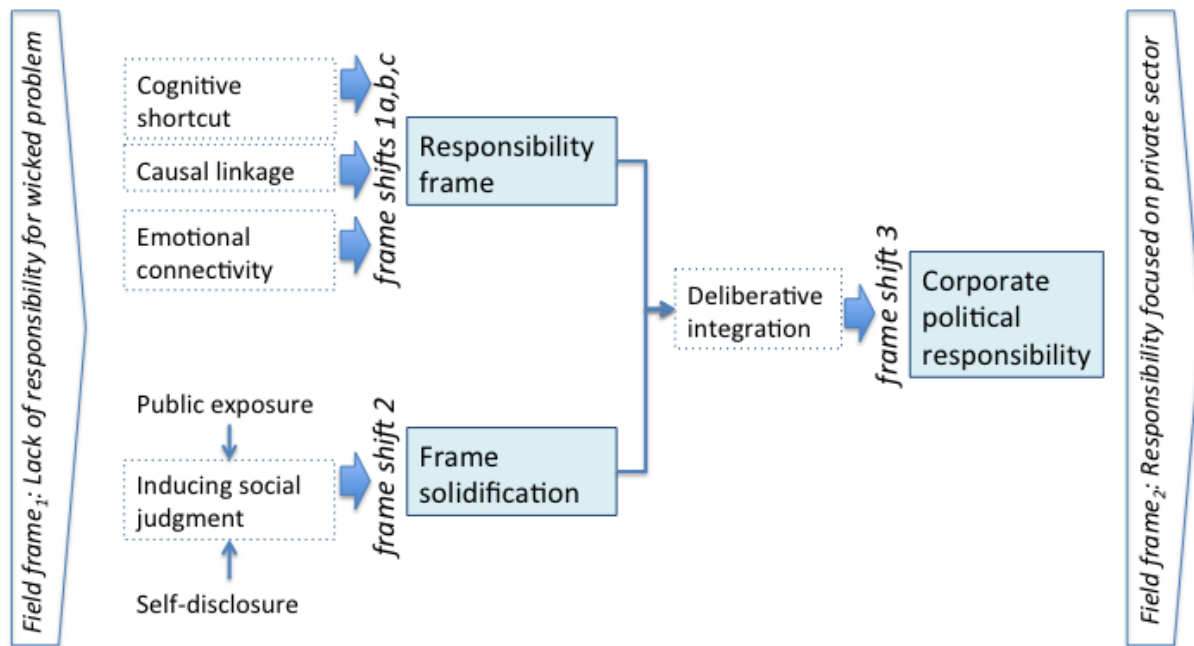 Field frame1: Lack of responsibility for wicked problem
Cognitive
shortcut
Causal linkage
Emotional
connectivity
frame shifts 1a,b,c
Responsibility
frame
Public exposure
Inducing social
judgment
Self-disclosure
frame shift 2
Frame
solidification
Deliberative
integration
frame shift 3
Corporate
political
responsibility
Field frame2: Responsibility focused on private sector